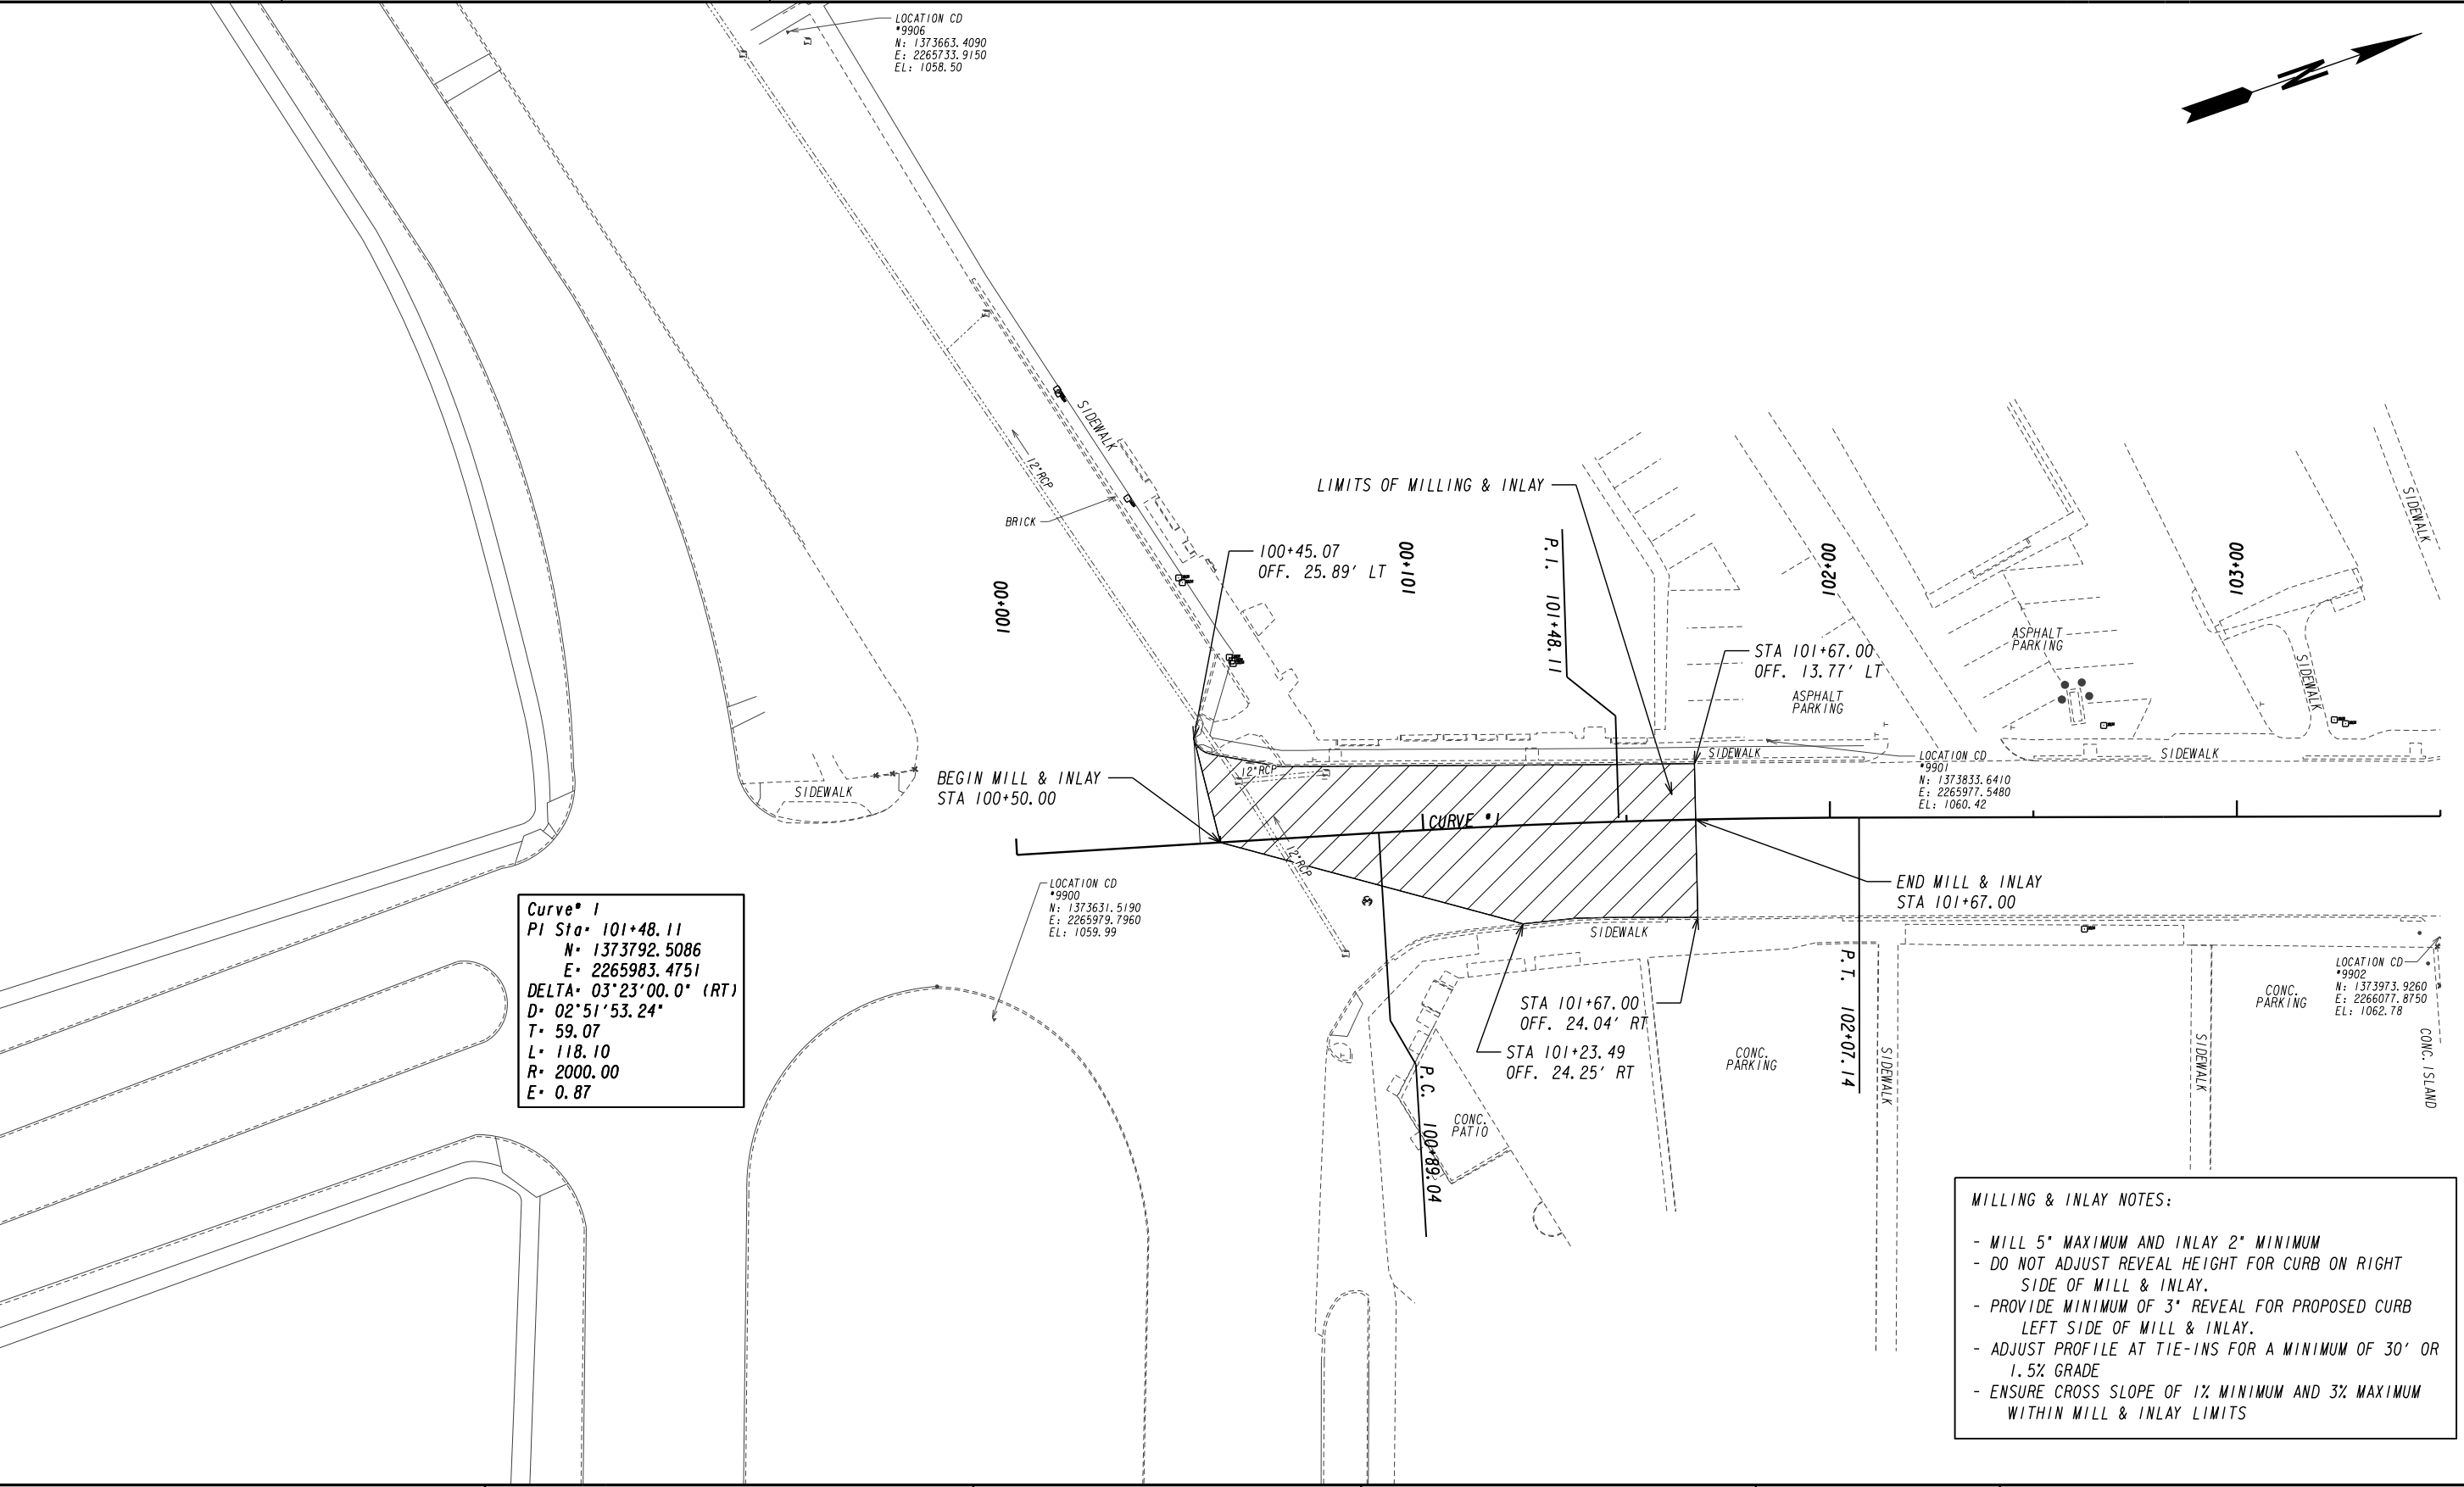 LOCATION CD
*9906
N: 1373663.4090
E: 2265733.9150
EL: 1058.50
N
SIDEWALK
12"RCP
BRICK
LIMITS OF MILLING & INLAY
100+45.07
OFF. 25.89' LT
100+00
101+00
P.I. 101+48.11
102+00
103+00
SIDEWALK
STA 101+67.00
OFF. 13.77' LT
ASPHALT
PARKING
ASPHALT
PARKING
SIDEWALK
SIDEWALK
SIDEWALK
LOCATION CD
*9901
N: 1373833.6410
E: 2265977.5480
EL: 1060.42
BEGIN MILL & INLAY
STA 100+50.00
SIDEWALK
12"RCP
CURVE #1
12"RCP
END MILL & INLAY
STA 101+67.00
LOCATION CD
*9900
N: 1373631.5190
E: 2265979.7960
EL: 1059.99
Curve# 1
PI Sta= 101+48.11
N= 1373792.5086
E= 2265983.4751
DELTA= 03°23'00.0" (RT)
D= 02°51'53.24"
T= 59.07
L= 118.10
R= 2000.00
E= 0.87
SIDEWALK
STA 101+67.00
OFF. 24.04' RT
STA 101+23.49
OFF. 24.25' RT
P.C. 100+89.04
P.T. 102+07.14
CONC.
PATIO
CONC.
PARKING
SIDEWALK
SIDEWALK
CONC.
PARKING
LOCATION CD
*9902
N: 1373973.9260
E: 2266077.8750
EL: 1062.78
CONC. ISLAND
MILLING & INLAY NOTES:
- MILL 5" MAXIMUM AND INLAY 2" MINIMUM
- DO NOT ADJUST REVEAL HEIGHT FOR CURB ON RIGHT
SIDE OF MILL & INLAY.
- PROVIDE MINIMUM OF 3" REVEAL FOR PROPOSED CURB
LEFT SIDE OF MILL & INLAY.
- ADJUST PROFILE AT TIE-INS FOR A MINIMUM OF 30' OR
1.5% GRADE
- ENSURE CROSS SLOPE OF 1% MINIMUM AND 3% MAXIMUM
WITHIN MILL & INLAY LIMITS